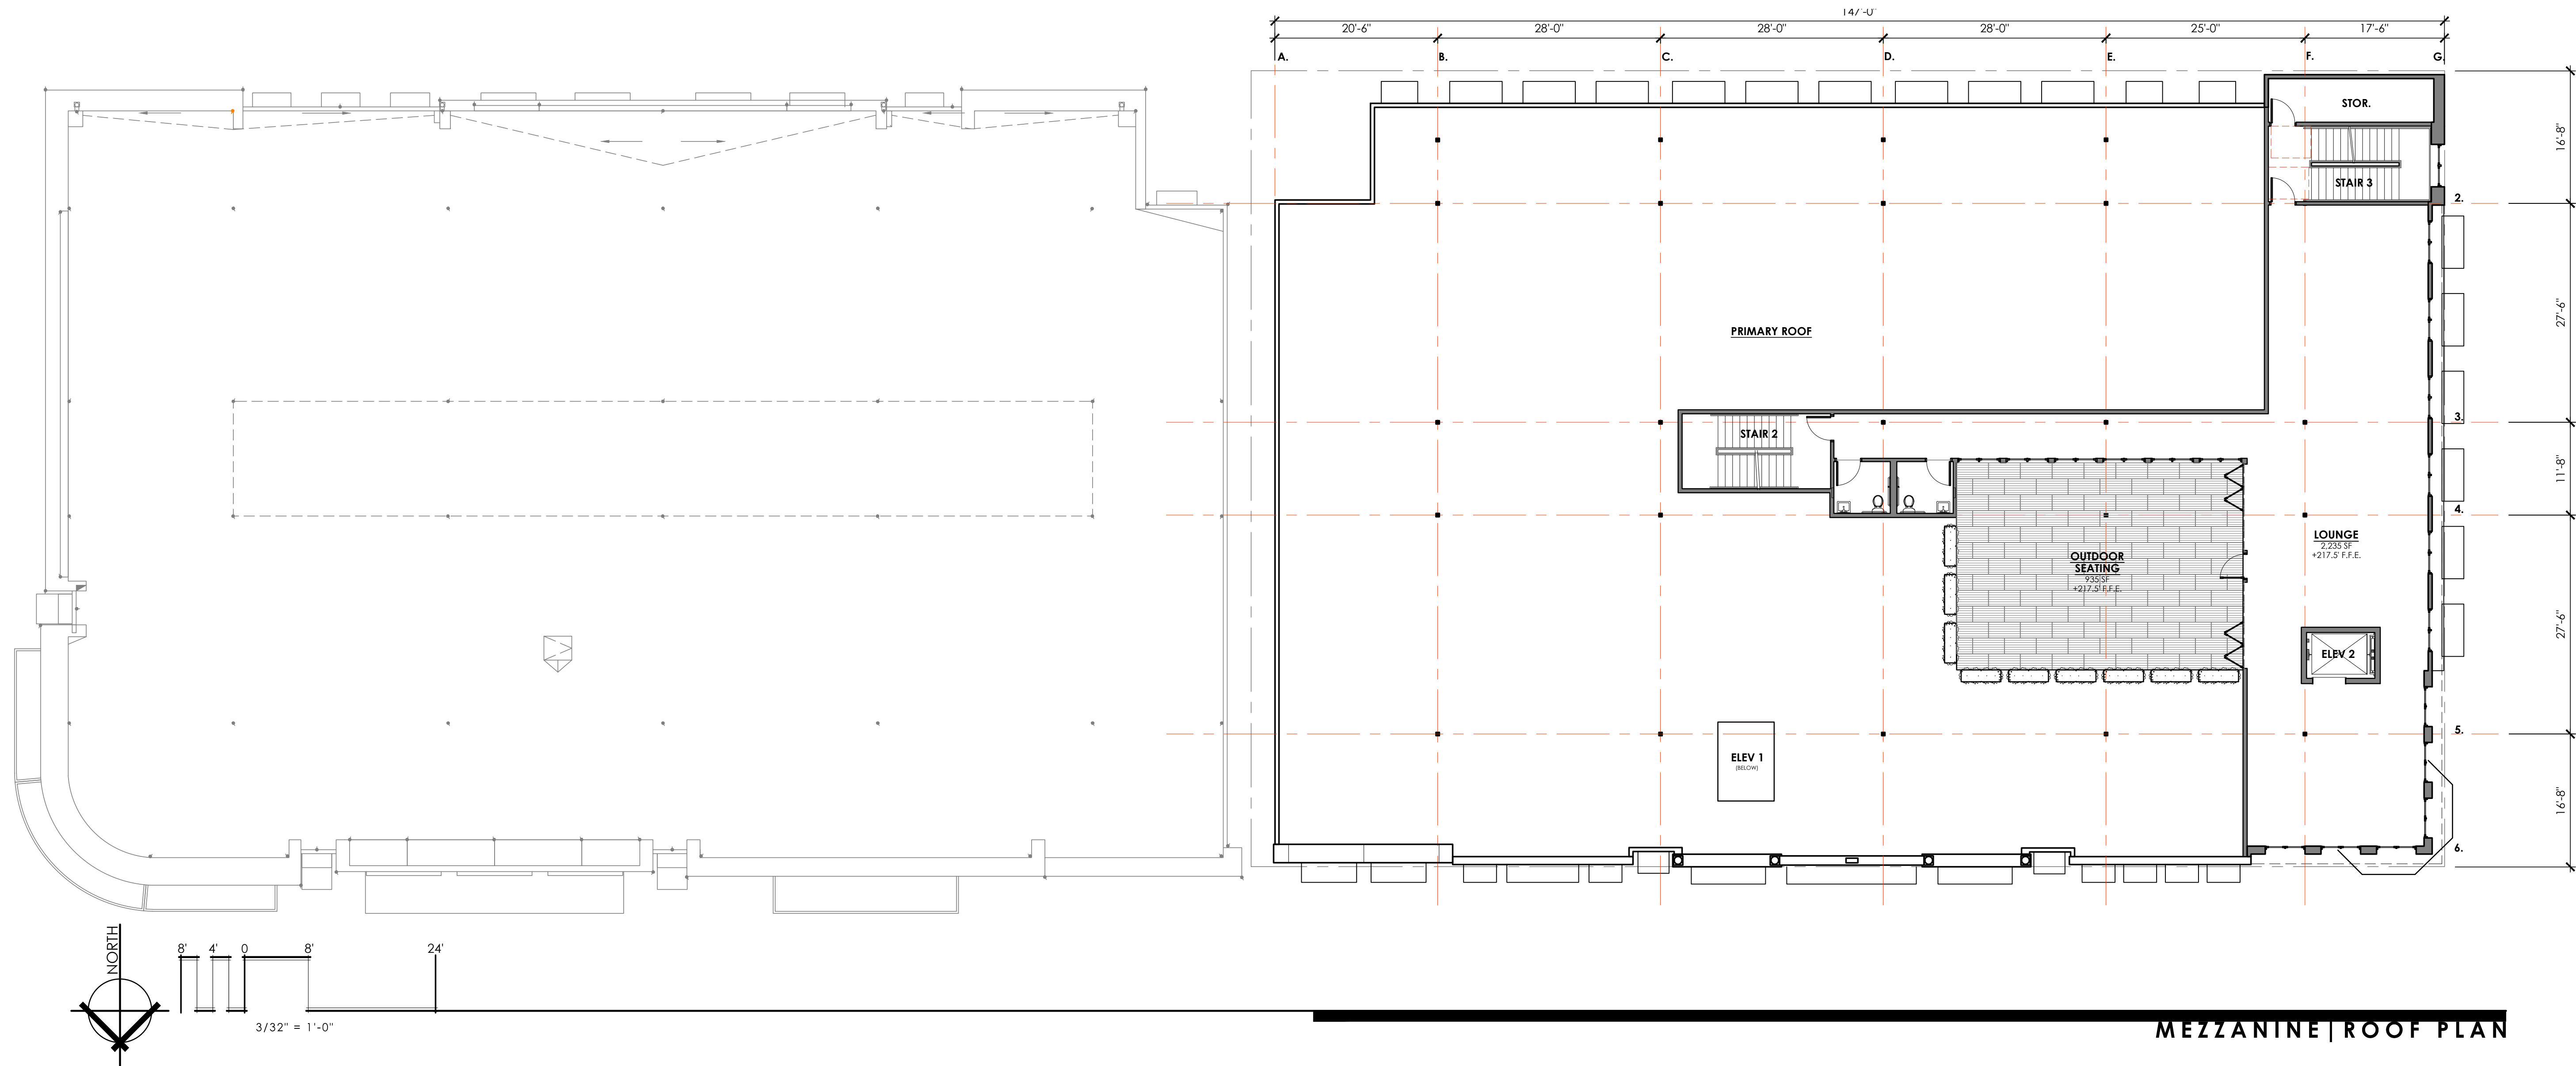 147'-0"
20'-6" 28'-0" 28'-0" 28'-0" 25'-0" 17'-6"
A. B. C. D. E. F. G.
STOR.
16'-8"
STAIR 3
2.
27'-6"
PRIMARY ROOF
3.
STAIR 2
11'-8"
4.
LOUNGE
2,235 SF
+217.5' F.F.E.
OUTDOOR
SEATING
935 SF
+217.5' F.F.E.
27'-6"
ELEV 2
5.
ELEV 1
(BELOW)
16'-8"
6.
NORTH
8' 4' 0 8' 24'
3/32" = 1'-0"
MEZZANINE|ROOF PLAN